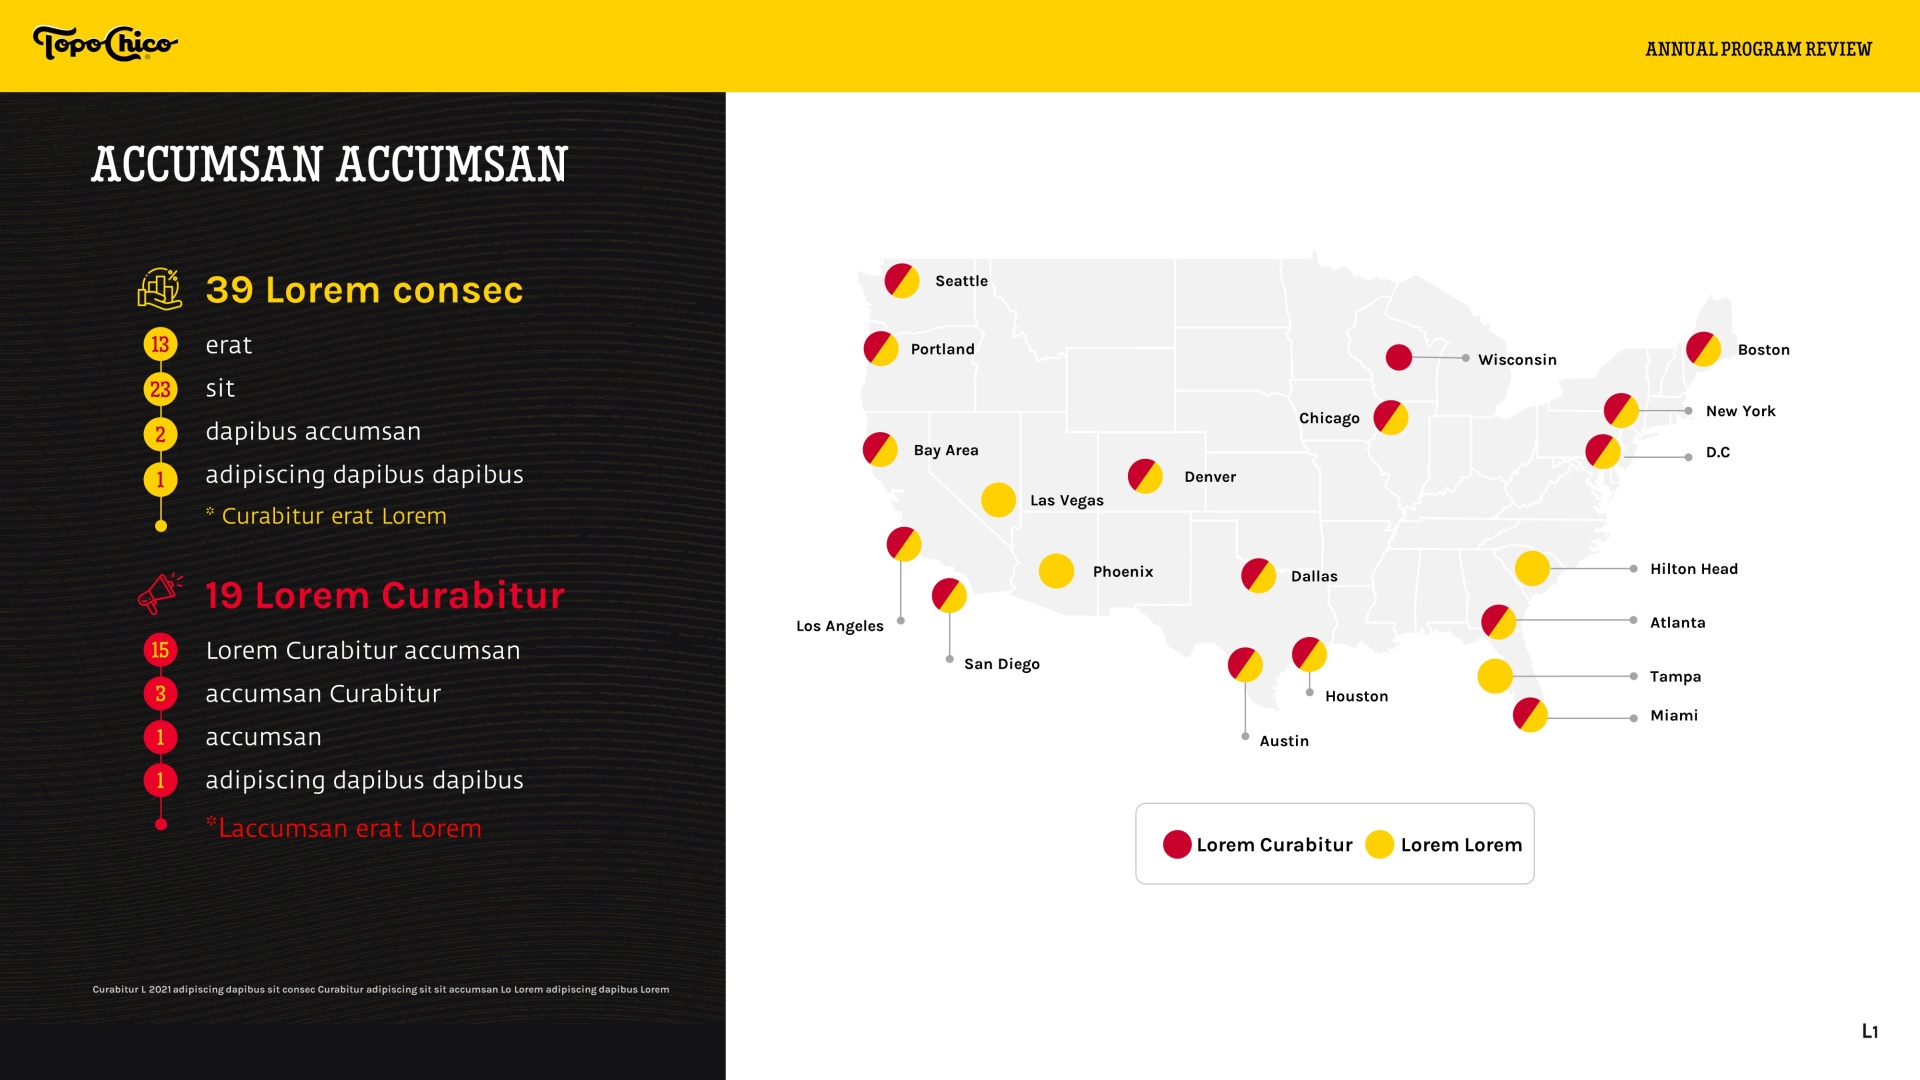 Topo Chico
ANNUAL PROGRAM REVIEW
ACCUMSAN ACCUMSAN
39 Lorem consec
13 erat
23 sit
2 dapibus accumsan
1 adipiscing dapibus dapibus
* Curabitur erat Lorem
19 Lorem Curabitur
15 Lorem Curabitur accumsan
3 accumsan Curabitur
1 accumsan
1 adipiscing dapibus dapibus
*Laccumsan erat Lorem
Curabitur L 2021 adipiscing dapibus sit consec Curabitur adipiscing sit sit accumsan Lo Lorem adipiscing dapibus Lorem
Seattle
Portland
Wisconsin
Boston
Chicago
New York
Bay Area
D.C
Denver
Las Vegas
Phoenix
Dallas
Hilton Head
Los Angeles
Atlanta
San Diego
Tampa
Houston
Miami
Austin
Lorem Curabitur
Lorem Lorem
L1